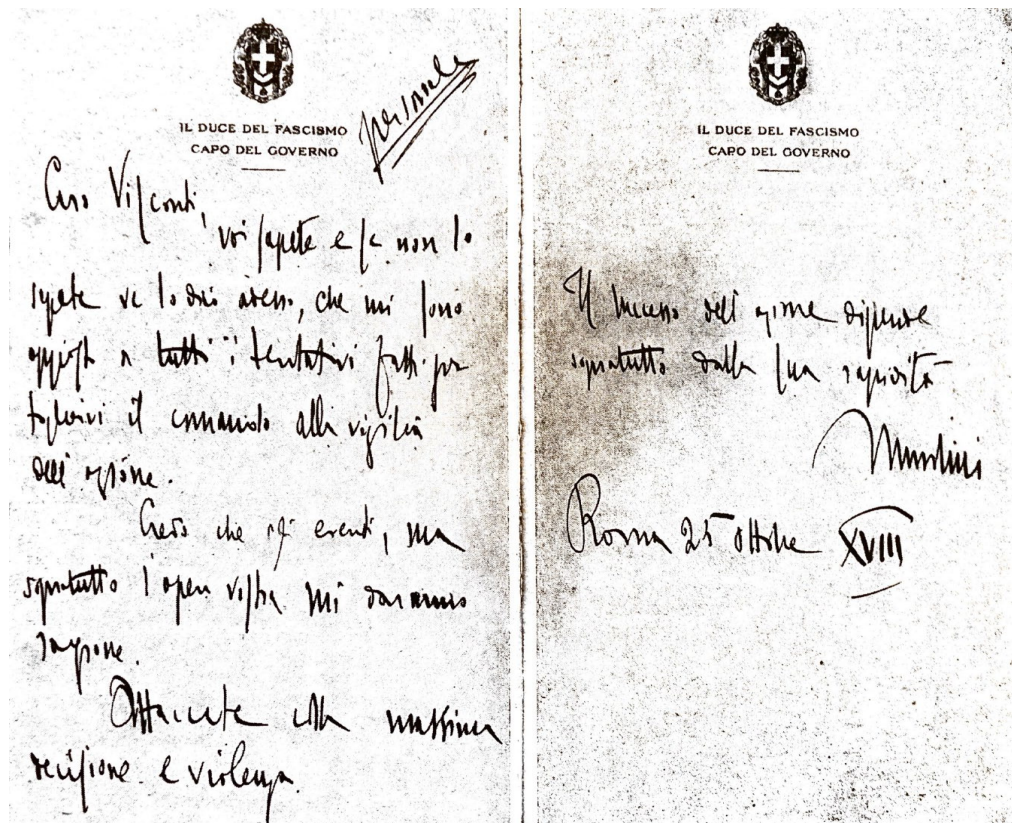 IL DUCE DEL FASCISMO
CAPO DEL GOVERNO
personale
Caro Visconti,
voi sapete e se non lo
sapete ve lo dico adesso, che mi sono
opposto a tutti i tentativi fatti per
togliervi il comando alla vigilia
dell'azione.
Credo che gli eventi, ma
sopratutto l'opera vostra mi daranno
ragione.
Attaccate colla massima
decisione e violenza.
IL DUCE DEL FASCISMO
CAPO DEL GOVERNO
Il successo dell'azione dipende
sopratutto dalla sua rapidità
Mussolini
Roma 25 ottobre XVIII